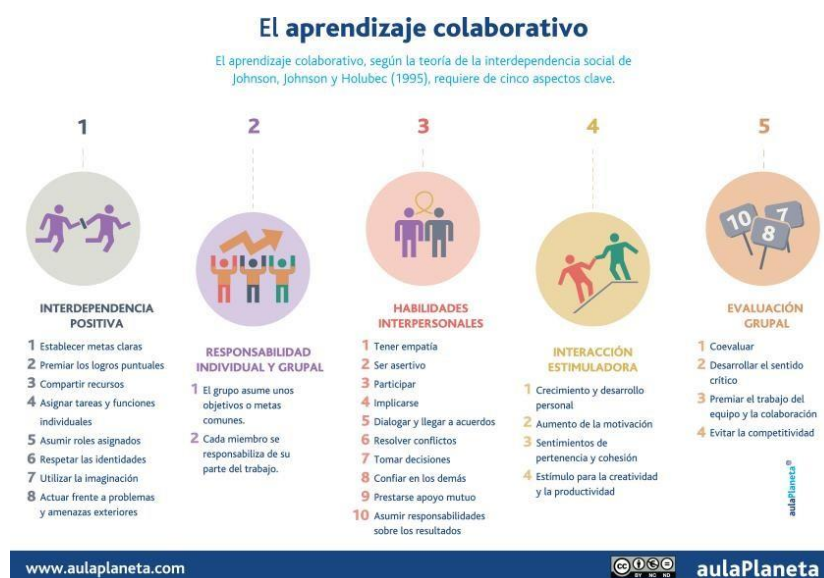 El aprendizaje colaborativo
El aprendizaje colaborativo, según la teoría de la interdependencia social de
Johnson, Johnson y Holubec (1995), requiere de cinco aspectos clave.
1
INTERDEPENDENCIA
POSITIVA
1 Establecer metas claras
2 Premiar los logros puntuales
3 Compartir recursos
4 Asignar tareas y funciones
individuales
5 Asumir roles asignados
6 Respetar las identidades
7 Utilizar la imaginación
8 Actuar frente a problemas
y amenazas exteriores
2
RESPONSABILIDAD
INDIVIDUAL Y GRUPAL
1 El grupo asume unos
objetivos o metas
comunes.
2 Cada miembro se
responsabiliza de su
parte del trabajo.
3
HABILIDADES
INTERPERSONALES
1 Tener empatía
2 Ser asertivo
3 Participar
4 Implicarse
5 Dialogar y llegar a acuerdos
6 Resolver conflictos
7 Tomar decisiones
8 Confiar en los demás
9 Prestarse apoyo mutuo
10 Asumir responsabilidades
sobre los resultados
4
INTERACCIÓN
ESTIMULADORA
1 Crecimiento y desarrollo
personal
2 Aumento de la motivación
3 Sentimientos de
pertenencia y cohesión
4 Estímulo para la creatividad
y la productividad
5
10
7
8
EVALUACIÓN
GRUPAL
1 Coevaluar
2 Desarrollar el sentido
crítico
3 Premiar el trabajo del
equipo y la colaboración
4 Evitar la competitividad
aulaPlaneta®
www.aulaplaneta.com
cc BY NC ND
aulaPlaneta